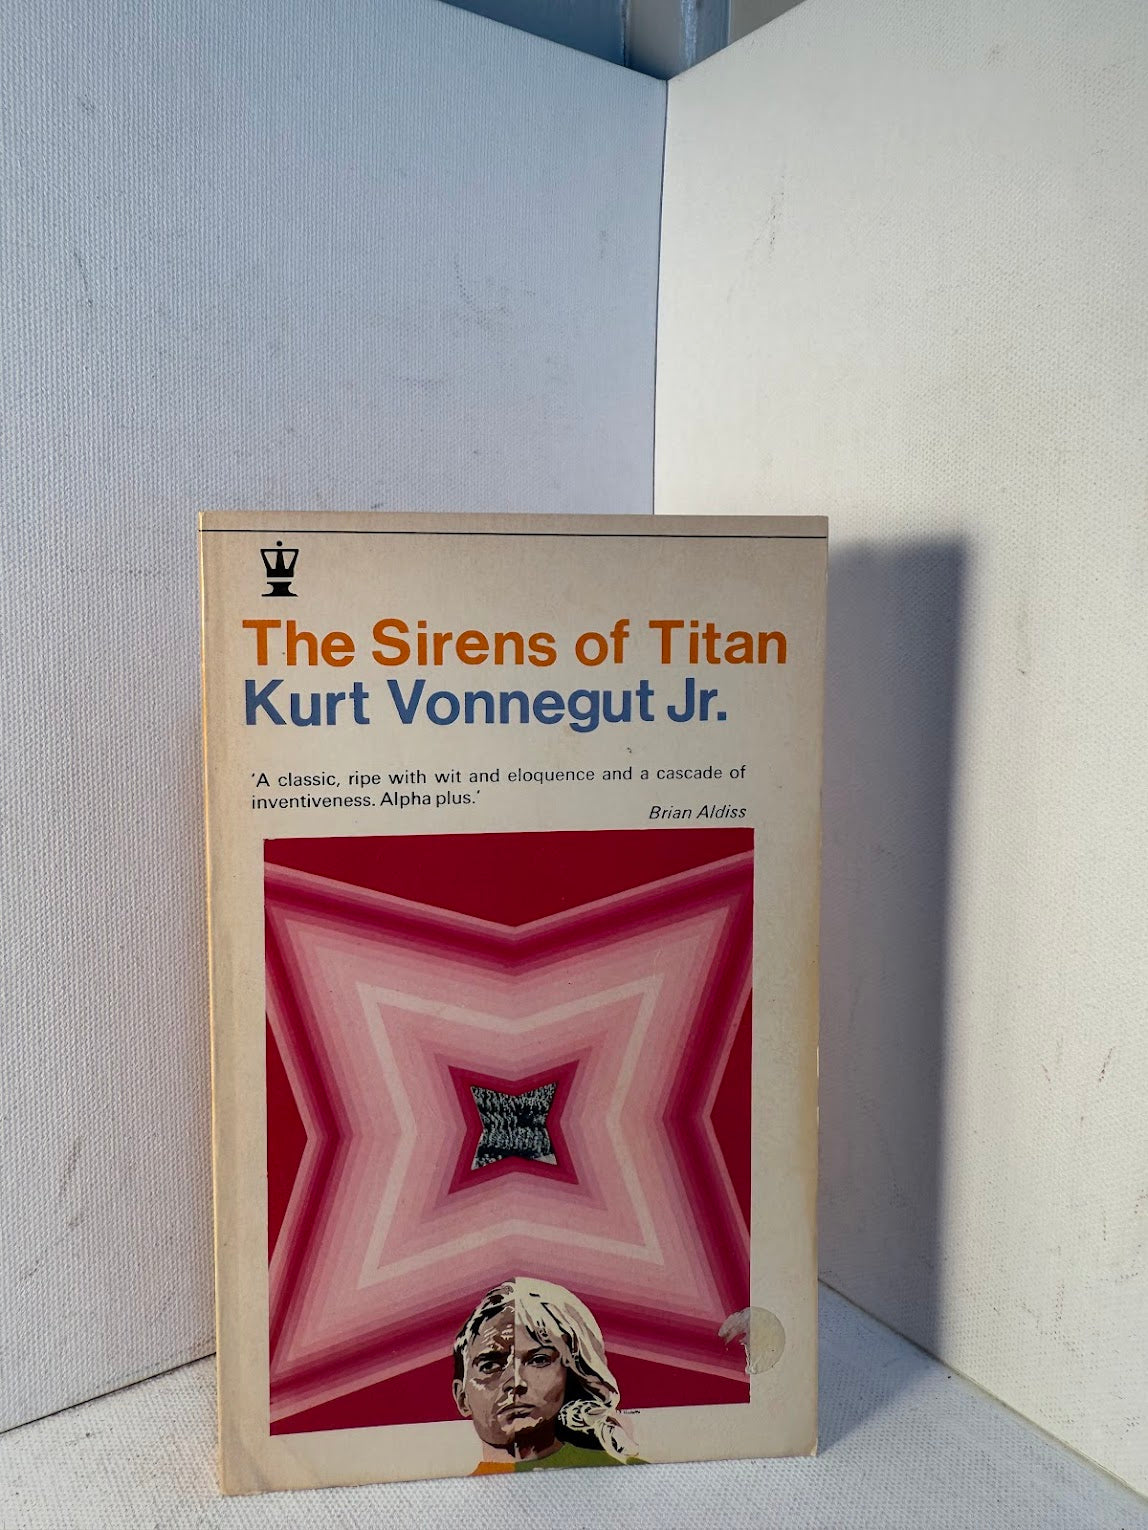 The Sirens of Titan
Kurt Vonnegut Jr.
'A classic, ripe with wit and eloquence and a cascade of
inventiveness. Alpha plus.'
Brian Aldiss